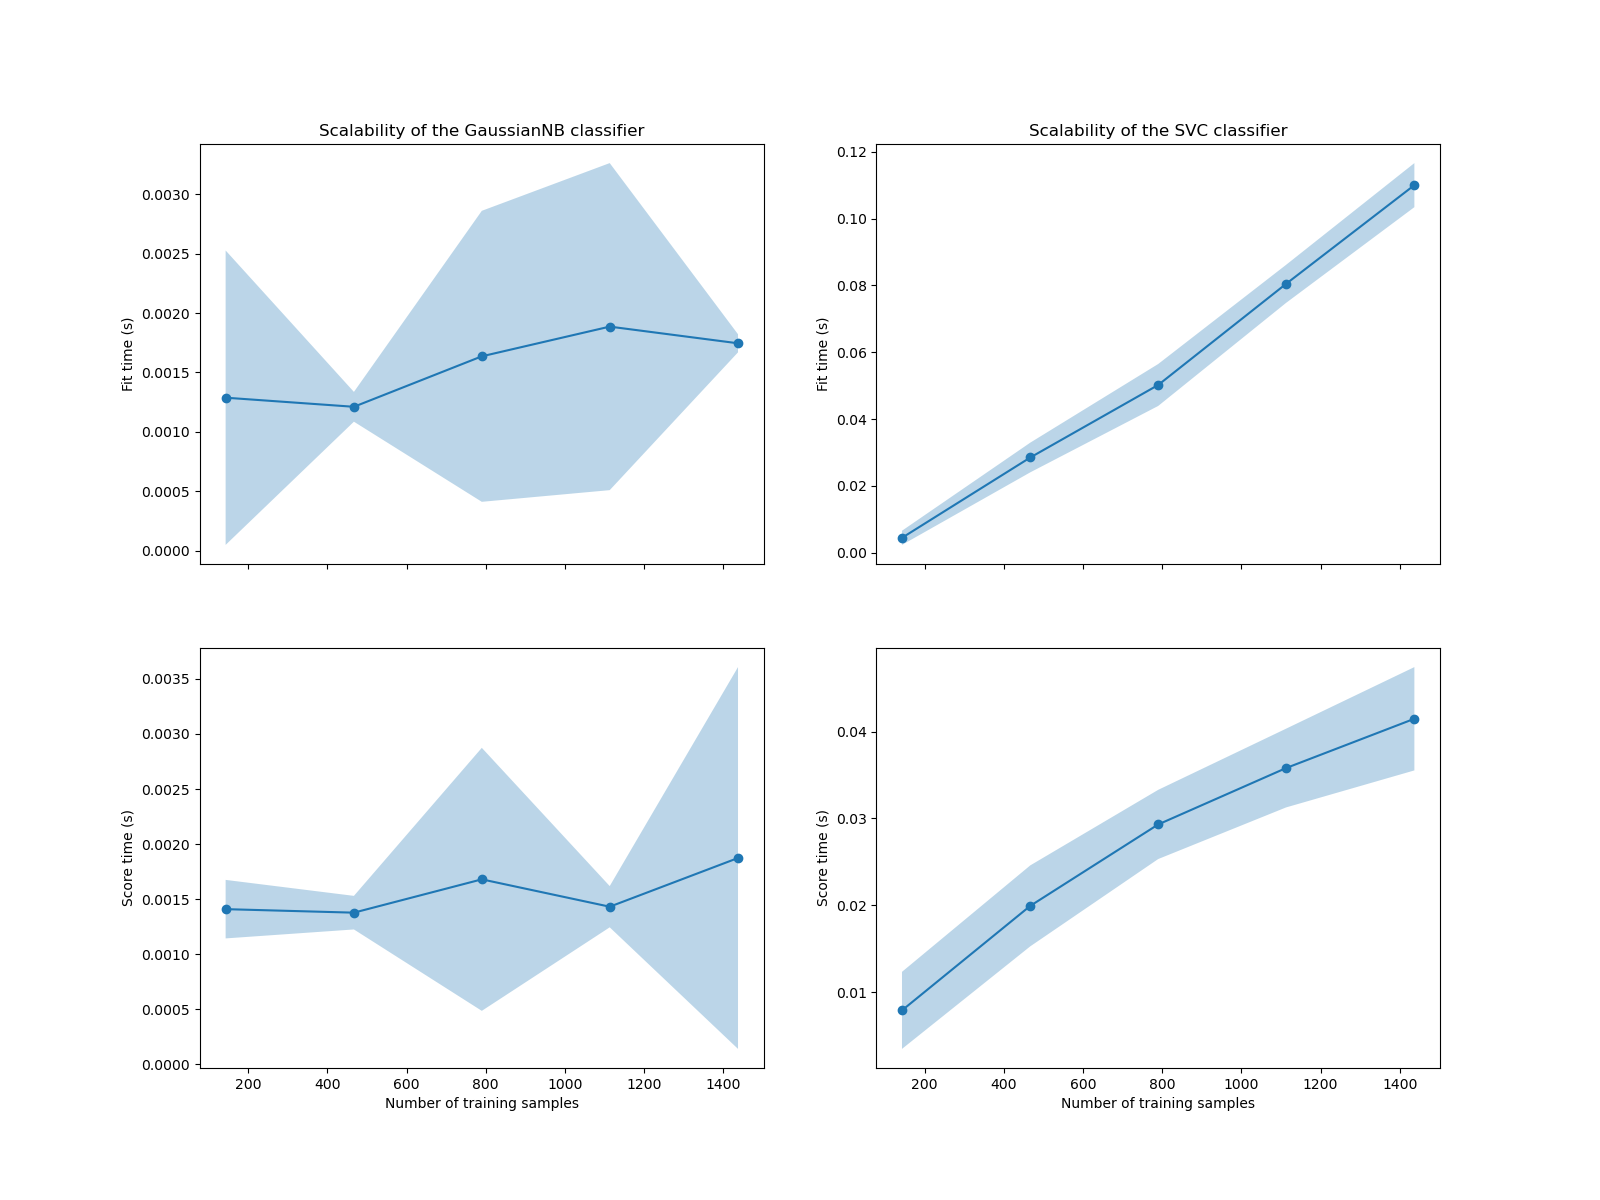 Scalability of the GaussianNB classifier
Fit time (s)
0.0030
0.0025
0.0020
0.0015
0.0010
0.0005
0.0000
Scalability of the SVC classifier
Fit time (s)
0.12
0.10
0.08
0.06
0.04
0.02
0.00
Score time (s)
0.0035
0.0030
0.0025
0.0020
0.0015
0.0010
0.0005
0.0000
200 400 600 800 1000 1200 1400
Number of training samples
Score time (s)
0.04
0.03
0.02
0.01
200 400 600 800 1000 1200 1400
Number of training samples